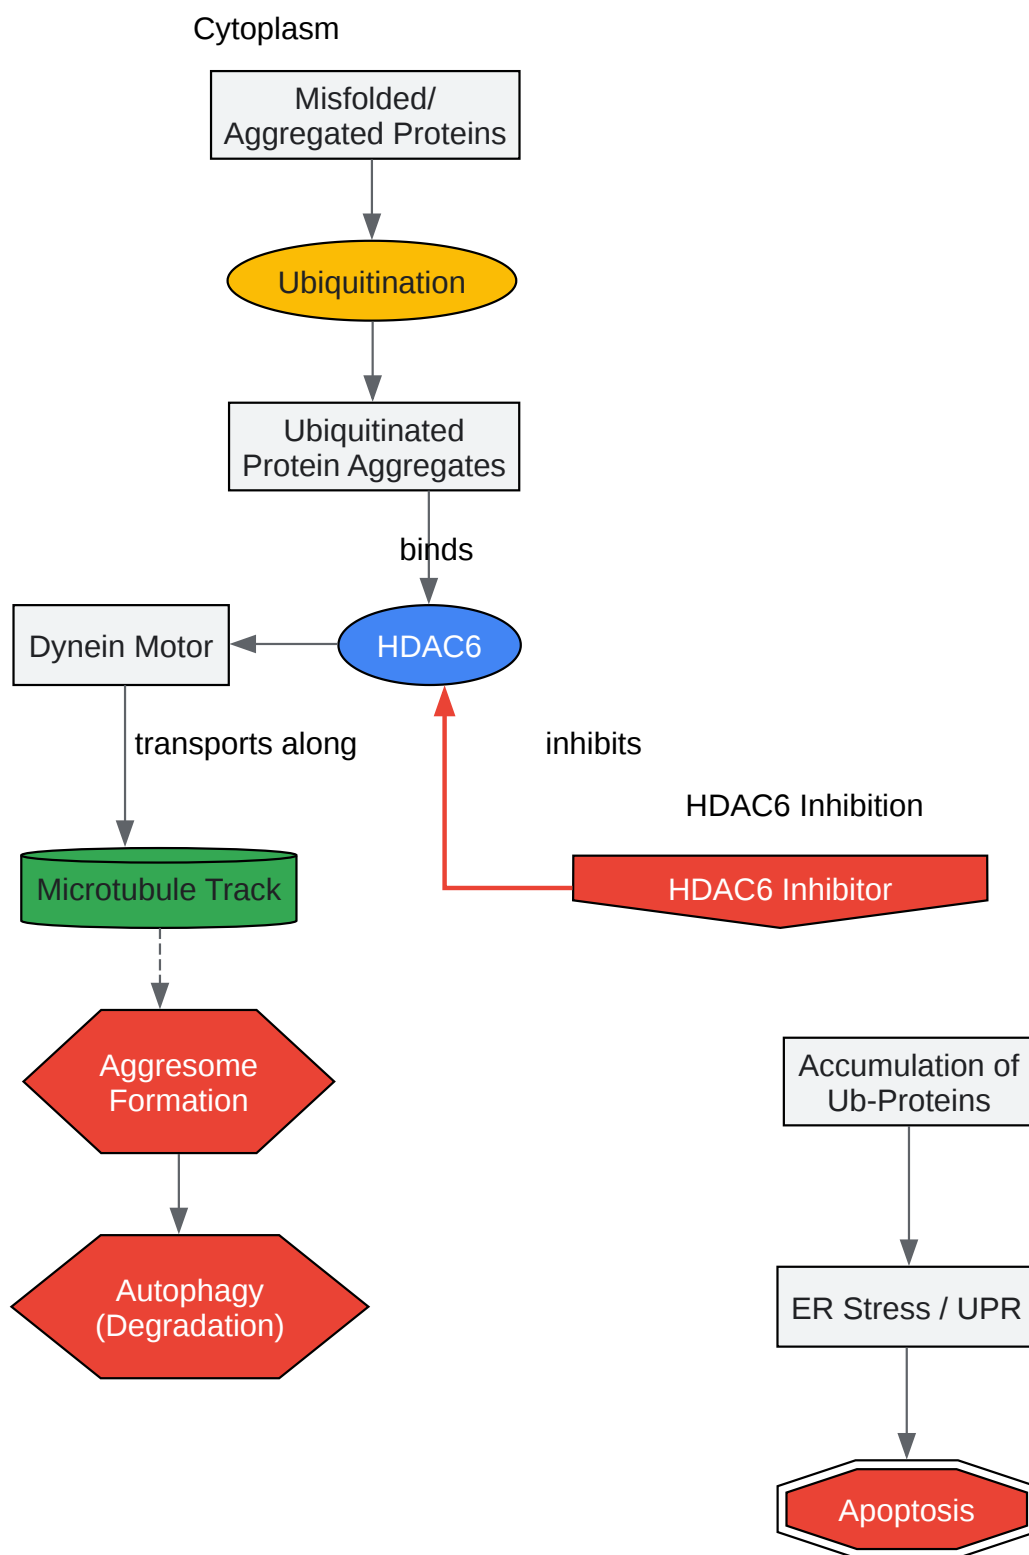 Cytoplasm
Misfolded/
Aggregated Proteins
Ubiquitination
Ubiquitinated
Protein Aggregates
binds
Dynein Motor
HDAC6
transports along
inhibits
HDAC6 Inhibition
Microtubule Track
HDAC6 Inhibitor
Aggresome
Formation
Accumulation of
Ub-Proteins
Autophagy
(Degradation)
ER Stress / UPR
Apoptosis